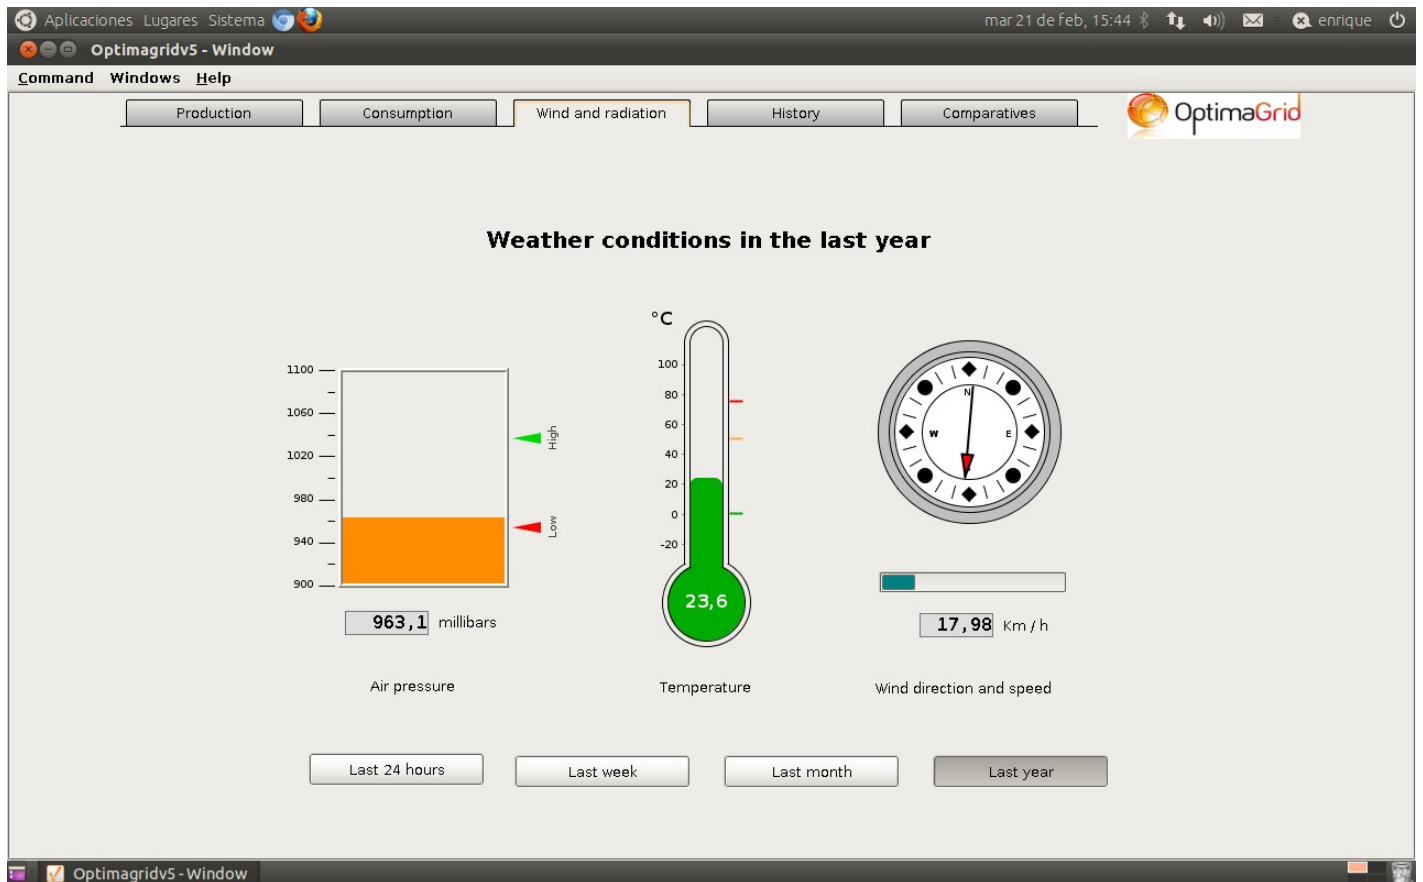 Aplicaciones Lugares Sistema mar 21 de feb, 15:44 enrique
Optimagridv5 - Window
Command Windows Help
Production Consumption Wind and radiation History Comparatives OptimaGrid
Weather conditions in the last year
°C
1100
1060
1020
980
940
900
High
Low
100
80
60
40
20
0
-20
23,6
N
W E
963,1 millibars
17,98 Km / h
Air pressure Temperature Wind direction and speed
Last 24 hours Last week Last month Last year
Optimagridv5 - Window